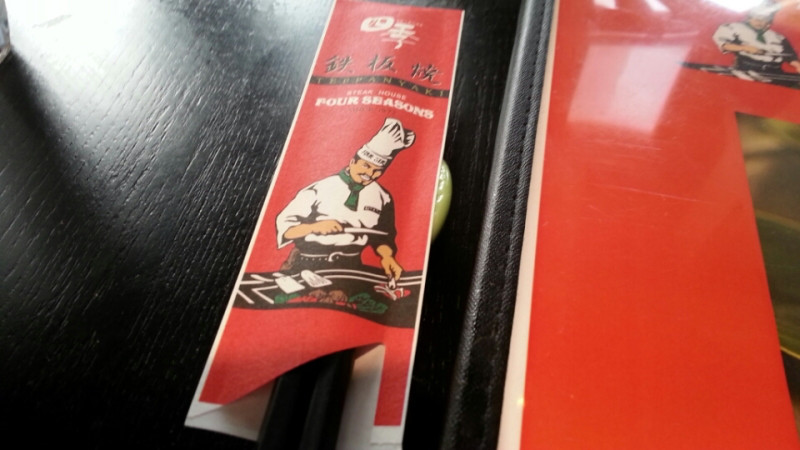 四季
鉄板焼
TEPPANYAKI
STEAK HOUSE
FOUR SEASONS